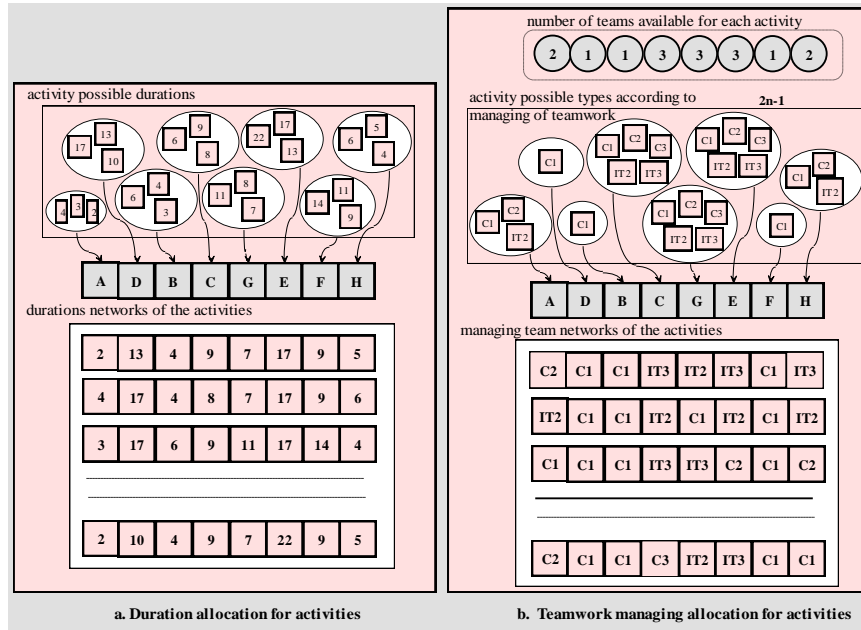 number of teams available for each activity
2 1 1 3 3 3 1 2
activity possible durations
17 13 10
6 9 8
22 17 13
6 5 4
4 3 2
6 4 3
11 8 7
14 11 9
A D B C G E F H
durations networks of the activities
2 13 4 9 7 17 9 5
4 17 4 8 7 17 9 6
3 17 6 9 11 17 14 4
2 10 4 9 7 22 9 5
a. Duration allocation for activities
activity possible types according to 2n-1
managing of teamwork
C1
C1 C2 C3
IT2 IT3
C1 C2 C3
IT2 IT3
C1 C2
IT2
C1 C2
IT2
C1
C1 C2 C3
IT2 IT3
C1
A D B C G E F H
managing team networks of the activities
C2 C1 C1 IT3 IT2 IT3 C1 IT3
IT2 C1 C1 IT2 C1 IT2 C1 IT2
C1 C1 C1 IT3 IT3 C2 C1 C2
C2 C1 C1 C3 IT2 IT3 C1 C1
b. Teamwork managing allocation for activities